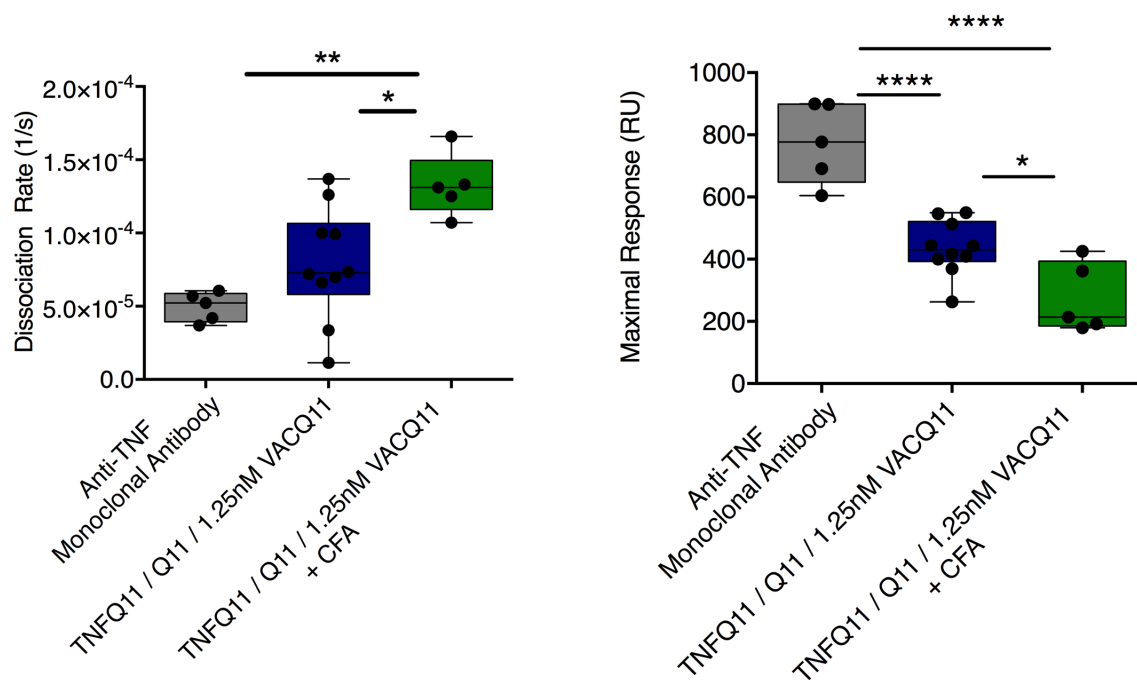 **
*
Dissociation Rate (1/s)
2.0×10⁻⁴
1.5×10⁻⁴
1.0×10⁻⁴
5.0×10⁻⁵
0.0
Anti-TNF
Monoclonal Antibody
TNFQ11 / Q11 / 1.25nM VACQ11
TNFQ11 / Q11 / 1.25nM VACQ11
+ CFA
****
****
*
Maximal Response (RU)
1000
800
600
400
200
0
Anti-TNF
Monoclonal Antibody
TNFQ11 / Q11 / 1.25nM VACQ11
TNFQ11 / Q11 / 1.25nM VACQ11
+ CFA